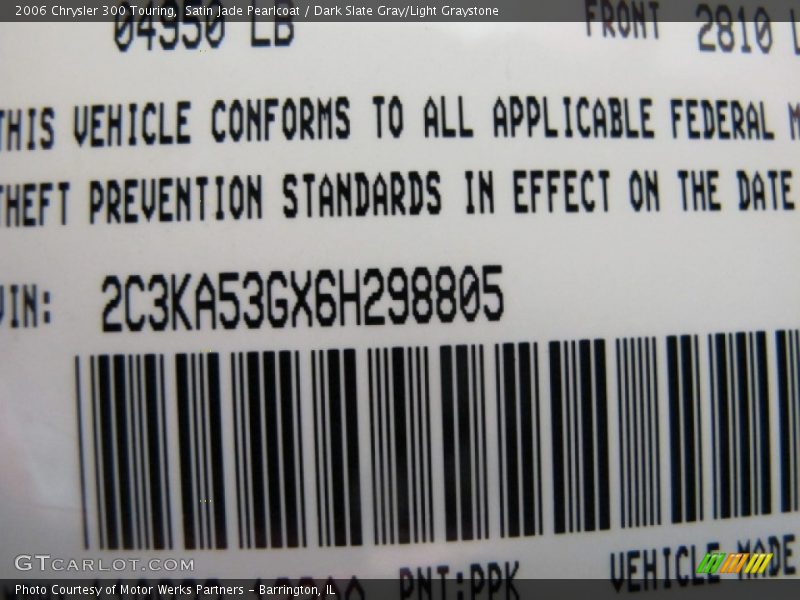 2006 Chrysler 300 Touring, Satin Jade Pearlcoat / Dark Slate Gray/Light Graystone
04950 LB FRONT 2810 L
THIS VEHICLE CONFORMS TO ALL APPLICABLE FEDERAL M
THEFT PREVENTION STANDARDS IN EFFECT ON THE DATE
VIN: 2C3KA53GX6H298805
PNT:PPK VEHICLE MADE
GTCARLOT.COM
Photo Courtesy of Motor Werks Partners - Barrington, IL